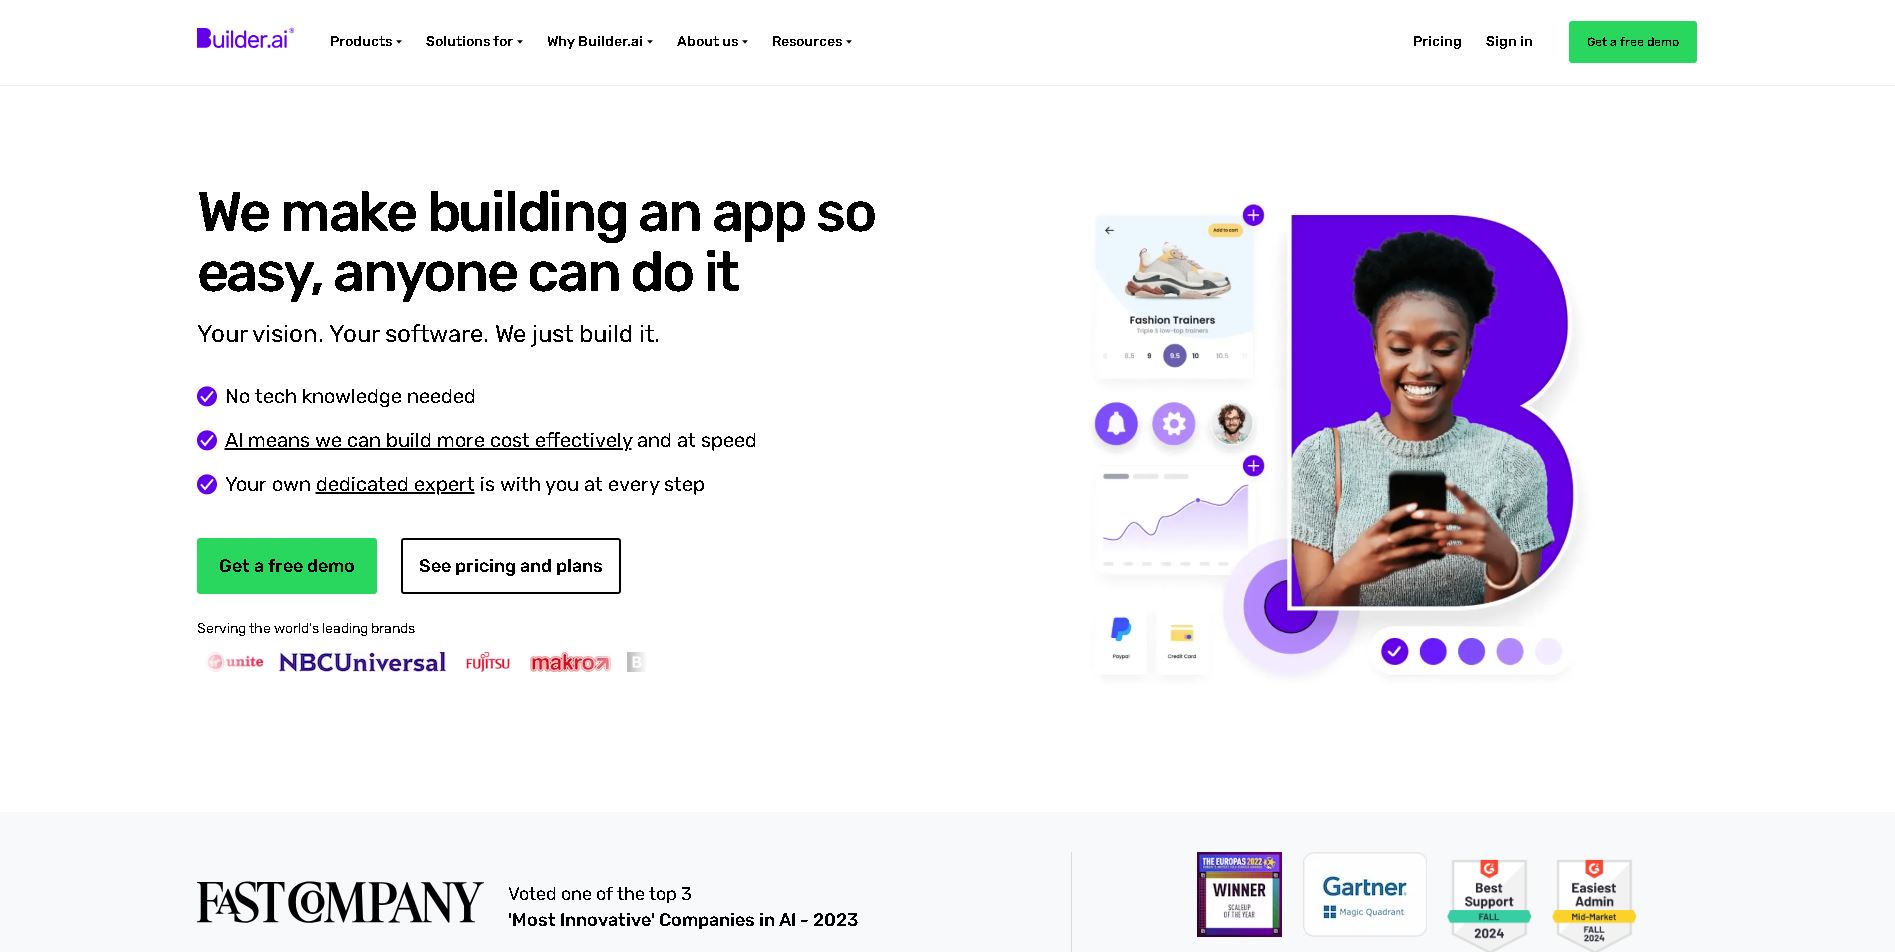 Builder.ai®
Products
Solutions for
Why Builder.ai
About us
Resources
Pricing
Sign in
Get a free demo
We make building an app so
easy, anyone can do it
Your vision. Your software. We just build it.
No tech knowledge needed
AI means we can build more cost effectively and at speed
Your own dedicated expert is with you at every step
Get a free demo
See pricing and plans
Serving the world's leading brands
unite
NBCUniversal
FUJITSU
makro
B
Add to cart
Fashion Trainers
Triple S low-top trainers
8.5 9 9.5 10 10.5
Paypal
Credit Card
FAST COMPANY
Voted one of the top 3
'Most Innovative' Companies in AI - 2023
THE EUROPAS 2022
WINNER
SCALEUP
OF THE YEAR
Gartner
Magic Quadrant
Best
Support
FALL
2024
Easiest
Admin
Mid-Market
FALL
2024